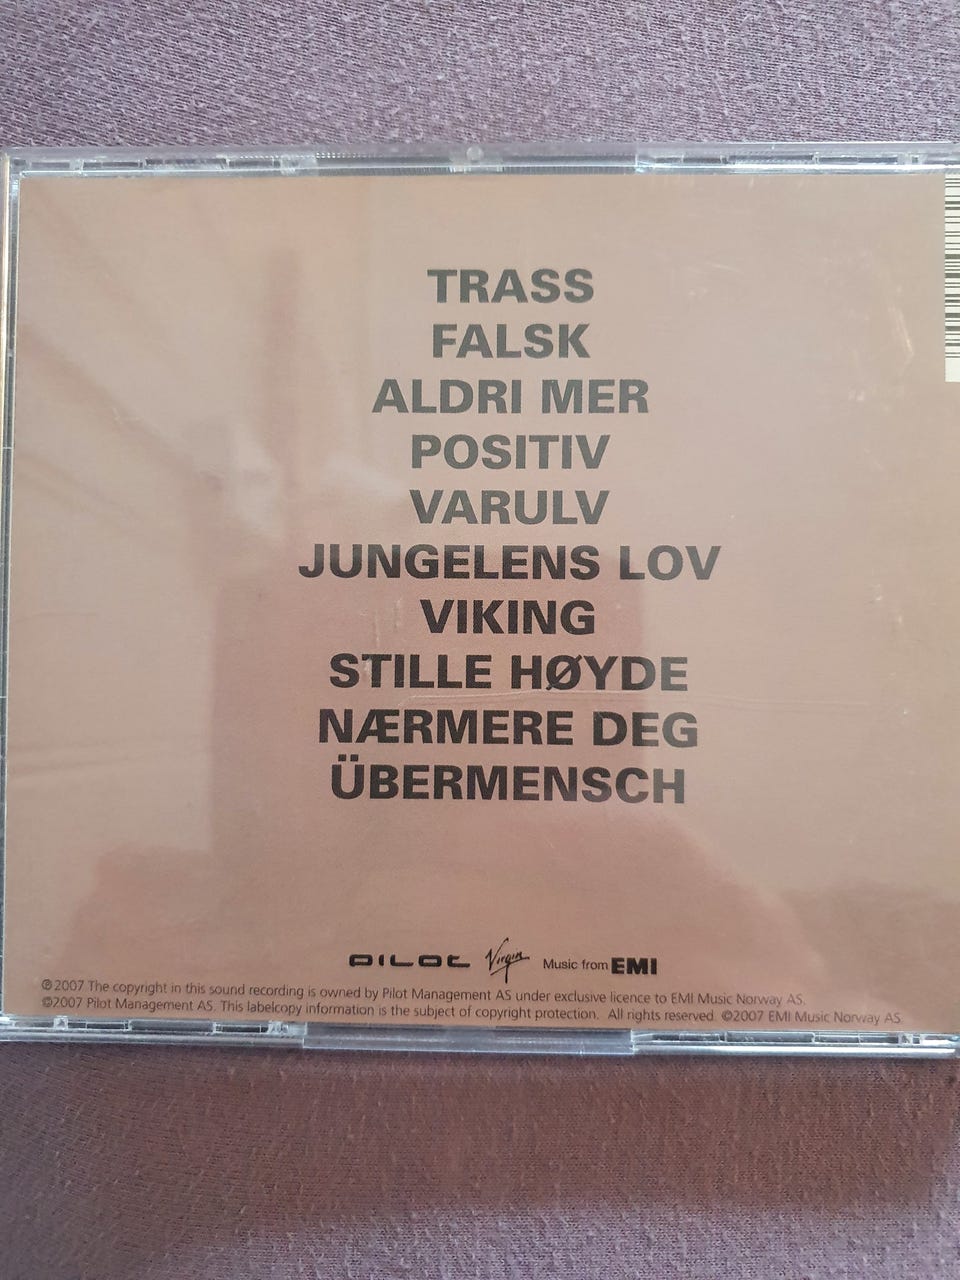 TRASS
FALSK
ALDRI MER
POSITIV
VARULV
JUNGELENS LOV
VIKING
STILLE HØYDE
NÆRMERE DEG
ÜBERMENSCH
PILOT Virgin Music from EMI
℗2007 The copyright in this sound recording is owned by Pilot Management AS under exclusive licence to EMI Music Norway AS.
©2007 Pilot Management AS. This labelcopy information is the subject of copyright protection. All rights reserved. ©2007 EMI Music Norway AS.